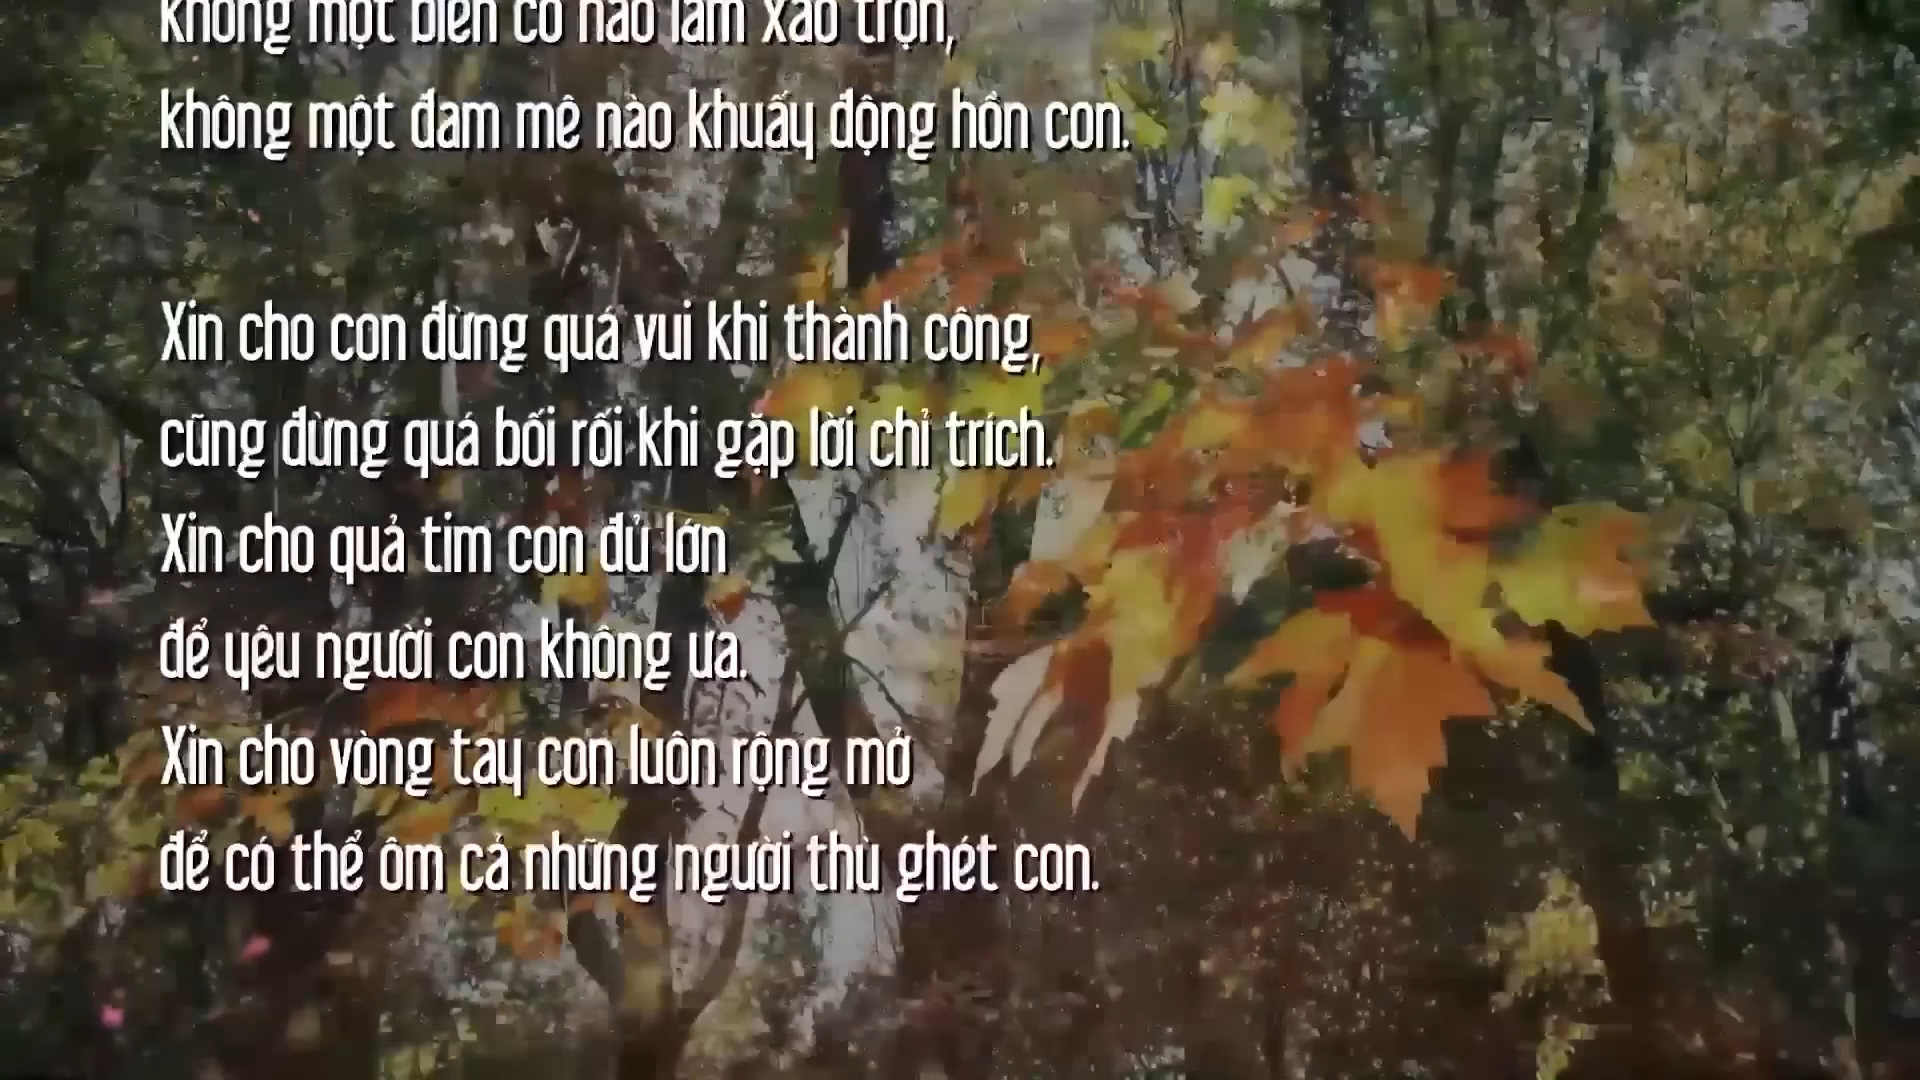 không một biến cố nào làm xáo trộn,
không một đam mê nào khuấy động hồn con.
Xin cho con đừng quá vui khi thành công,
cũng đừng quá bối rối khi gặp lời chỉ trích.
Xin cho quả tim con đủ lớn
để yêu người con không ưa.
Xin cho vòng tay con luôn rộng mở
để có thể ôm cả những người thù ghét con.